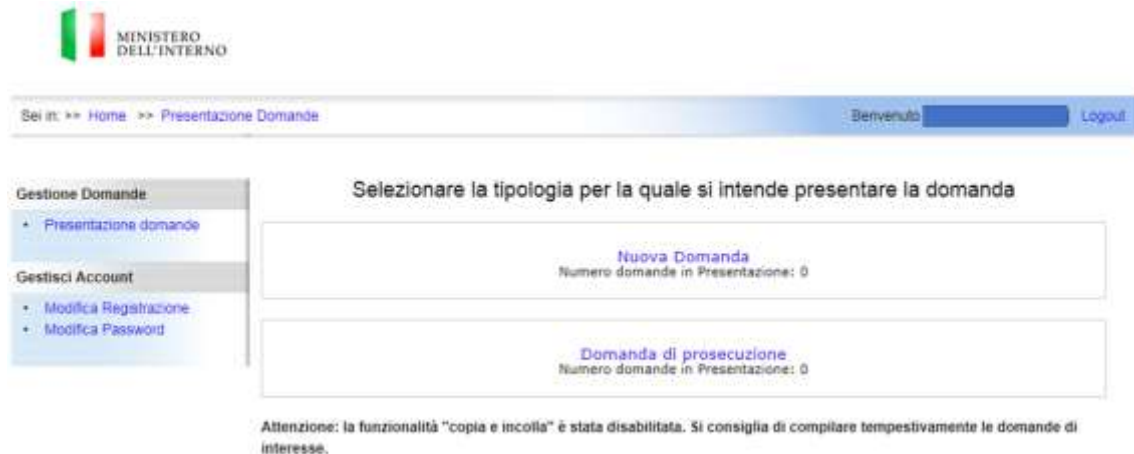 MINISTERO
DELL'INTERNO
Sei in: >> Home >> Presentazione Domande
Benvenuto
Logout
Gestione Domande
• Presentazione domande
Gestisci Account
• Modifica Registrazione
• Modifica Password
Selezionare la tipologia per la quale si intende presentare la domanda
Nuova Domanda
Numero domande in Presentazione: 0
Domanda di prosecuzione
Numero domande in Presentazione: 0
Attenzione: la funzionalità "copia e incolla" è stata disabilitata. Si consiglia di compilare tempestivamente le domande di
interesse.